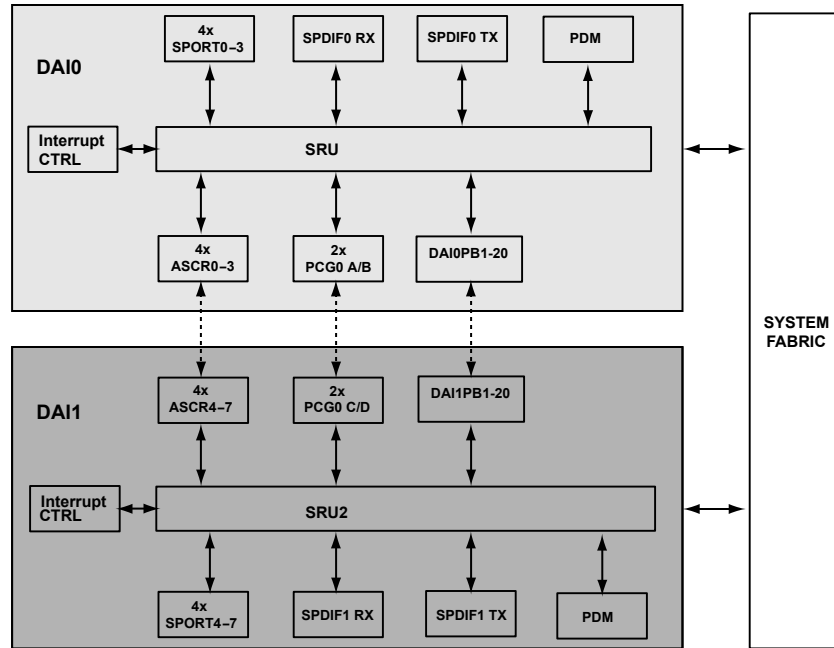 4x
SPORT0–3
SPDIF0 RX
SPDIF0 TX
PDM
DAI0
Interrupt
CTRL
SRU
4x
ASCR0–3
2x
PCG0 A/B
DAI0PB1-20
SYSTEM
FABRIC
DAI1
4x
ASCR4–7
2x
PCG0 C/D
DAI1PB1-20
Interrupt
CTRL
SRU2
4x
SPORT4–7
SPDIF1 RX
SPDIF1 TX
PDM